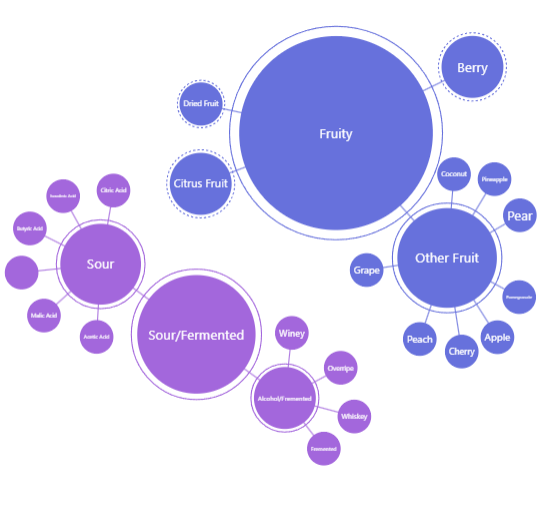 Berry
Dried Fruit
Fruity
Citrus Fruit
Coconut
Pineapple
Pear
Other Fruit
Grape
Pomegranate
Peach
Cherry
Apple
Citric Acid
Isovaleric Acid
Butyric Acid
Sour
Malic Acid
Acetic Acid
Sour/Fermented
Winey
Overripe
Alcohol/Fremented
Whiskey
Fermented